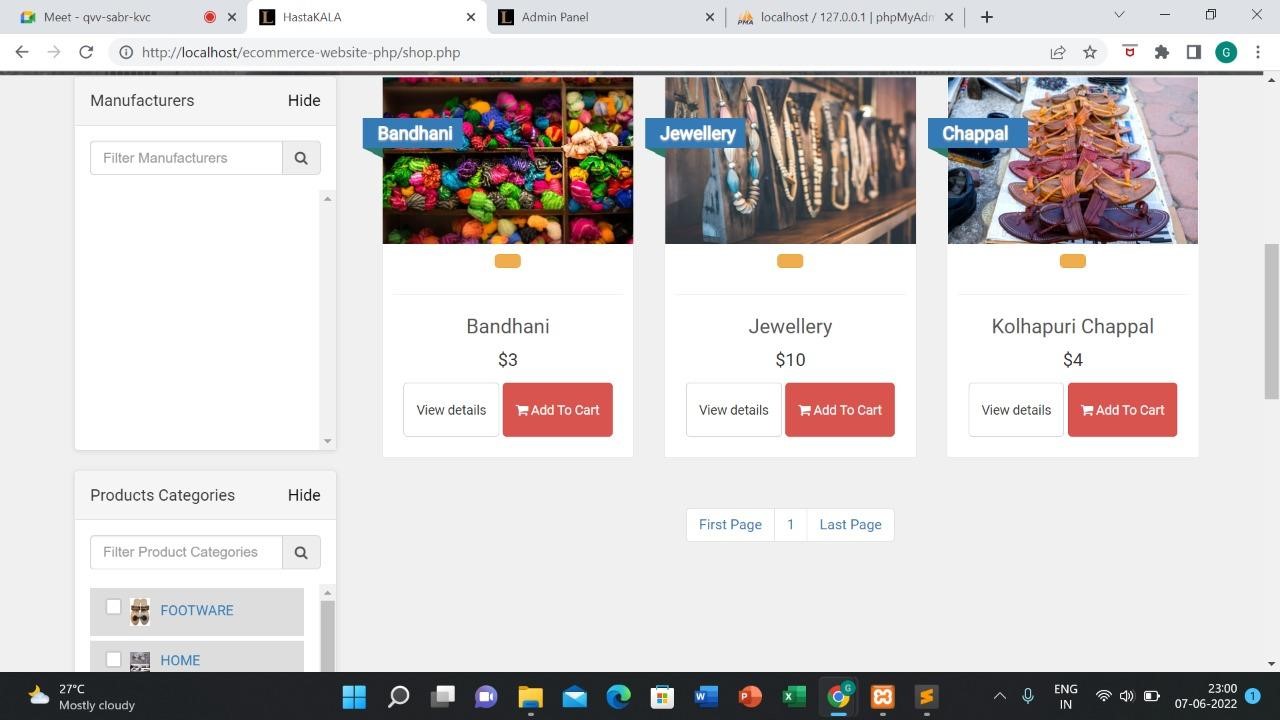 Meet - qvv-sabr-kvc
HastaKALA
Admin Panel
localhost / 127.0.0.1 | phpMyAdm
http://localhost/ecommerce-website-php/shop.php
G
Manufacturers Hide
Filter Manufacturers
Bandhani
Jewellery
Chappal
Bandhani
$3
View details Add To Cart
Jewellery
$10
View details Add To Cart
Kolhapuri Chappal
$4
View details Add To Cart
First Page 1 Last Page
Products Categories Hide
Filter Product Categories
FOOTWARE
HOME
27°C
Mostly cloudy
ENG
IN
23:00
07-06-2022
1